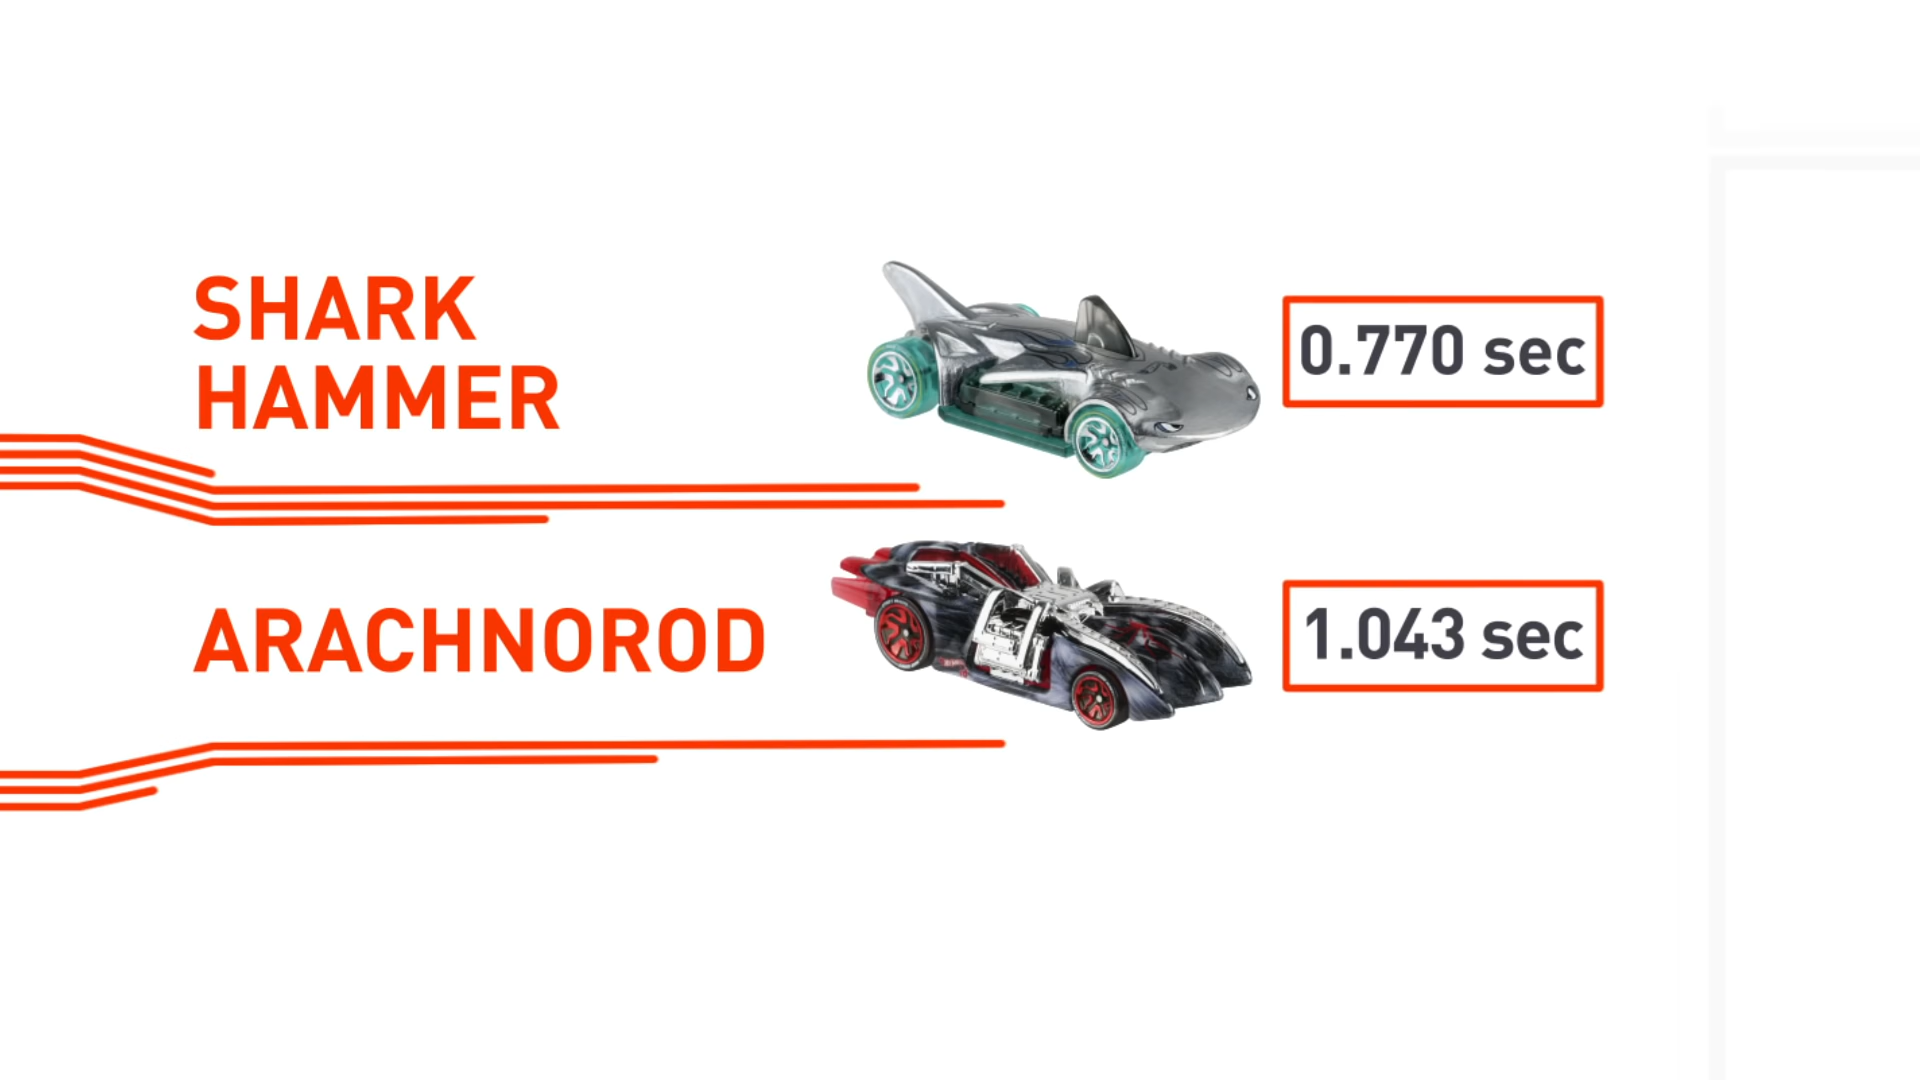 SHARK
HAMMER
0.770 sec
ARACHNOROD
1.043 sec